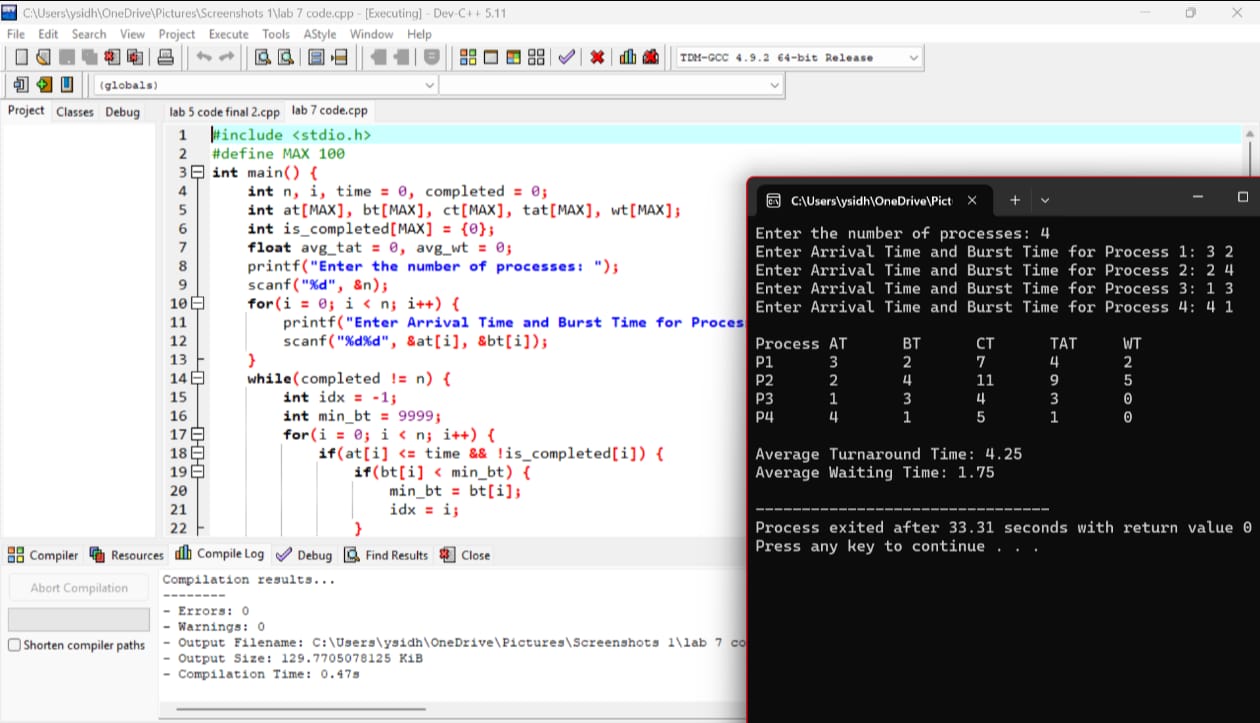 C:\Users\ysidh\OneDrive\Pictures\Screenshots 1\lab 7 code.cpp - [Executing] - Dev-C++ 5.11
File Edit Search View Project Execute Tools AStyle Window Help
TDM-GCC 4.9.2 64-bit Release
(globals)
Project Classes Debug lab 5 code final 2.cpp lab 7 code.cpp
1 #include <stdio.h>
2 #define MAX 100
3 int main() {
4 int n, i, time = 0, completed = 0;
5 int at[MAX], bt[MAX], ct[MAX], tat[MAX], wt[MAX];
6 int is_completed[MAX] = {0};
7 float avg_tat = 0, avg_wt = 0;
8 printf("Enter the number of processes: ");
9 scanf("%d", &n);
10 for(i = 0; i < n; i++) {
11 printf("Enter Arrival Time and Burst Time for Proces
12 scanf("%d%d", &at[i], &bt[i]);
13 }
14 while(completed != n) {
15 int idx = -1;
16 int min_bt = 9999;
17 for(i = 0; i < n; i++) {
18 if(at[i] <= time && !is_completed[i]) {
19 if(bt[i] < min_bt) {
20 min_bt = bt[i];
21 idx = i;
22 }
Compiler Resources Compile Log Debug Find Results Close
Abort Compilation
Shorten compiler paths
Compilation results...
--------
- Errors: 0
- Warnings: 0
- Output Filename: C:\Users\ysidh\OneDrive\Pictures\Screenshots 1\lab 7 co
- Output Size: 129.7705078125 KiB
- Compilation Time: 0.47s
C:\Users\ysidh\OneDrive\Pict
Enter the number of processes: 4
Enter Arrival Time and Burst Time for Process 1: 3 2
Enter Arrival Time and Burst Time for Process 2: 2 4
Enter Arrival Time and Burst Time for Process 3: 1 3
Enter Arrival Time and Burst Time for Process 4: 4 1
Process AT BT CT TAT WT
P1 3 2 7 4 2
P2 2 4 11 9 5
P3 1 3 4 3 0
P4 4 1 5 1 0
Average Turnaround Time: 4.25
Average Waiting Time: 1.75
--------------------------------
Process exited after 33.31 seconds with return value 0
Press any key to continue . . .